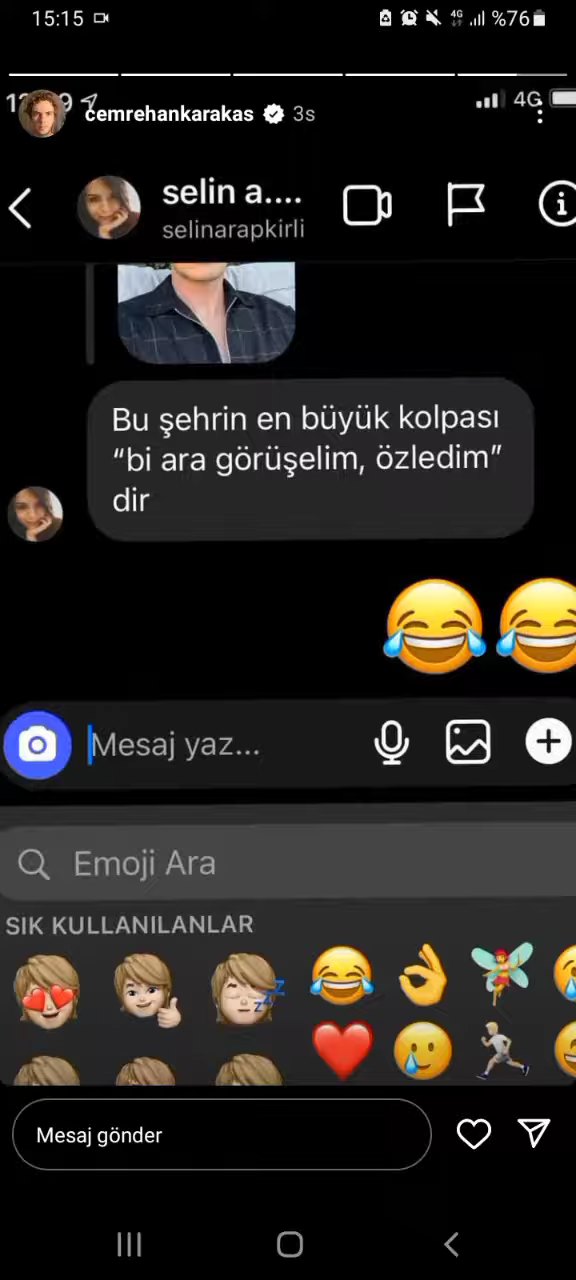 15:15
4G
%76
cemrehankarakas 3s
4G
selin a....
selinarapkirli
Bu şehrin en büyük kolpası
“bi ara görüşelim, özledim”
dir
Mesaj yaz...
Emoji Ara
SIK KULLANILANLAR
Mesaj gönder